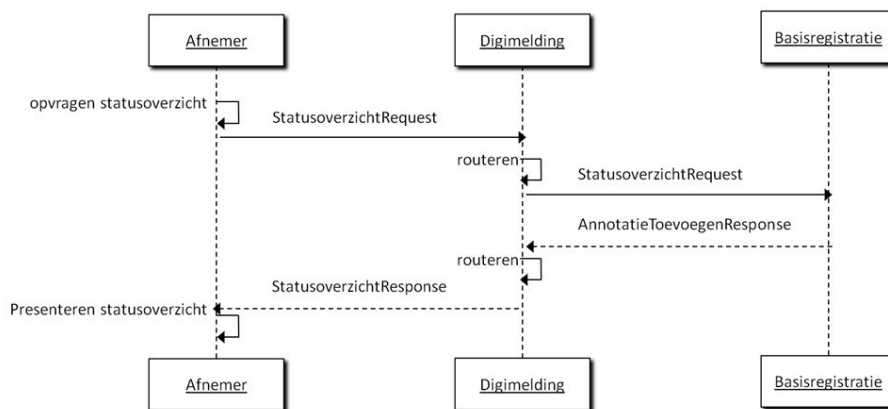 Afnemer
Digimelding
Basisregistratie
opvragen statusoverzicht
StatusoverzichtRequest
routeren
StatusoverzichtRequest
AnnotatieToevoegenResponse
routeren
StatusoverzichtResponse
Presenteren statusoverzicht
Afnemer
Digimelding
Basisregistratie